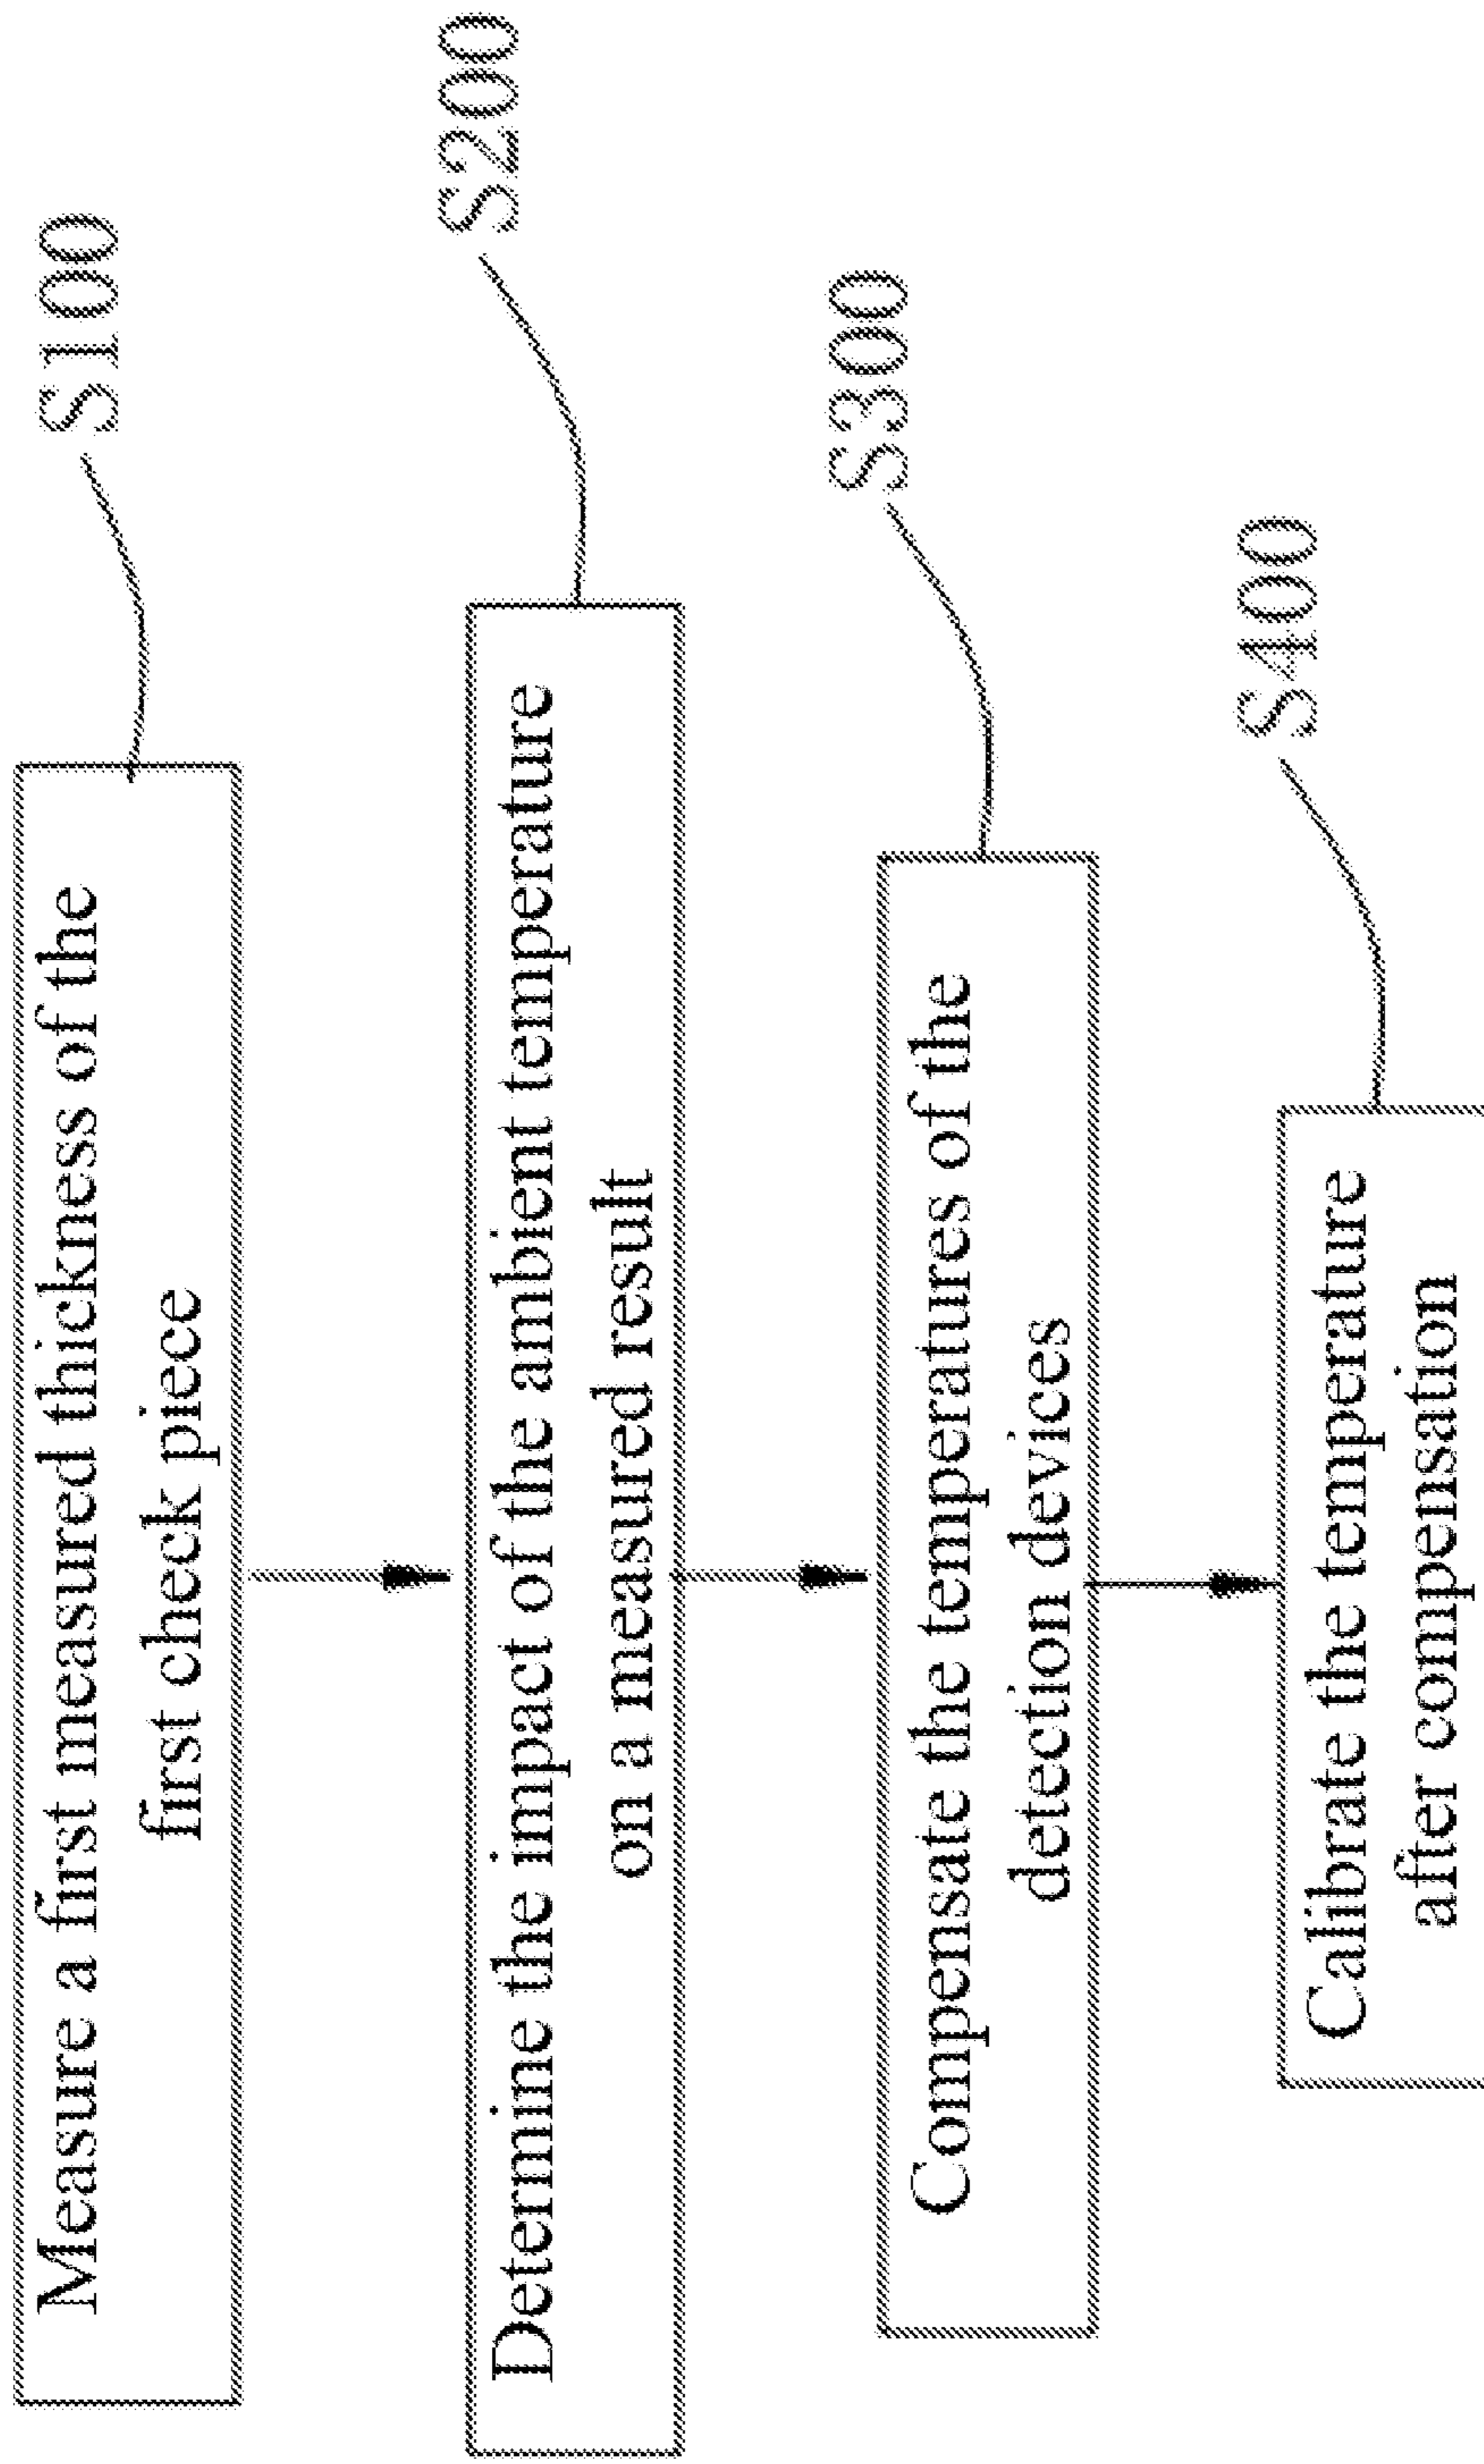 Measure a first measured thickness of the
first check piece
S100
Determine the impact of the ambient temperature
on a measured result
S200
Compensate the temperatures of the
detection devices
S300
Calibrate the temperature
after compensation
S400